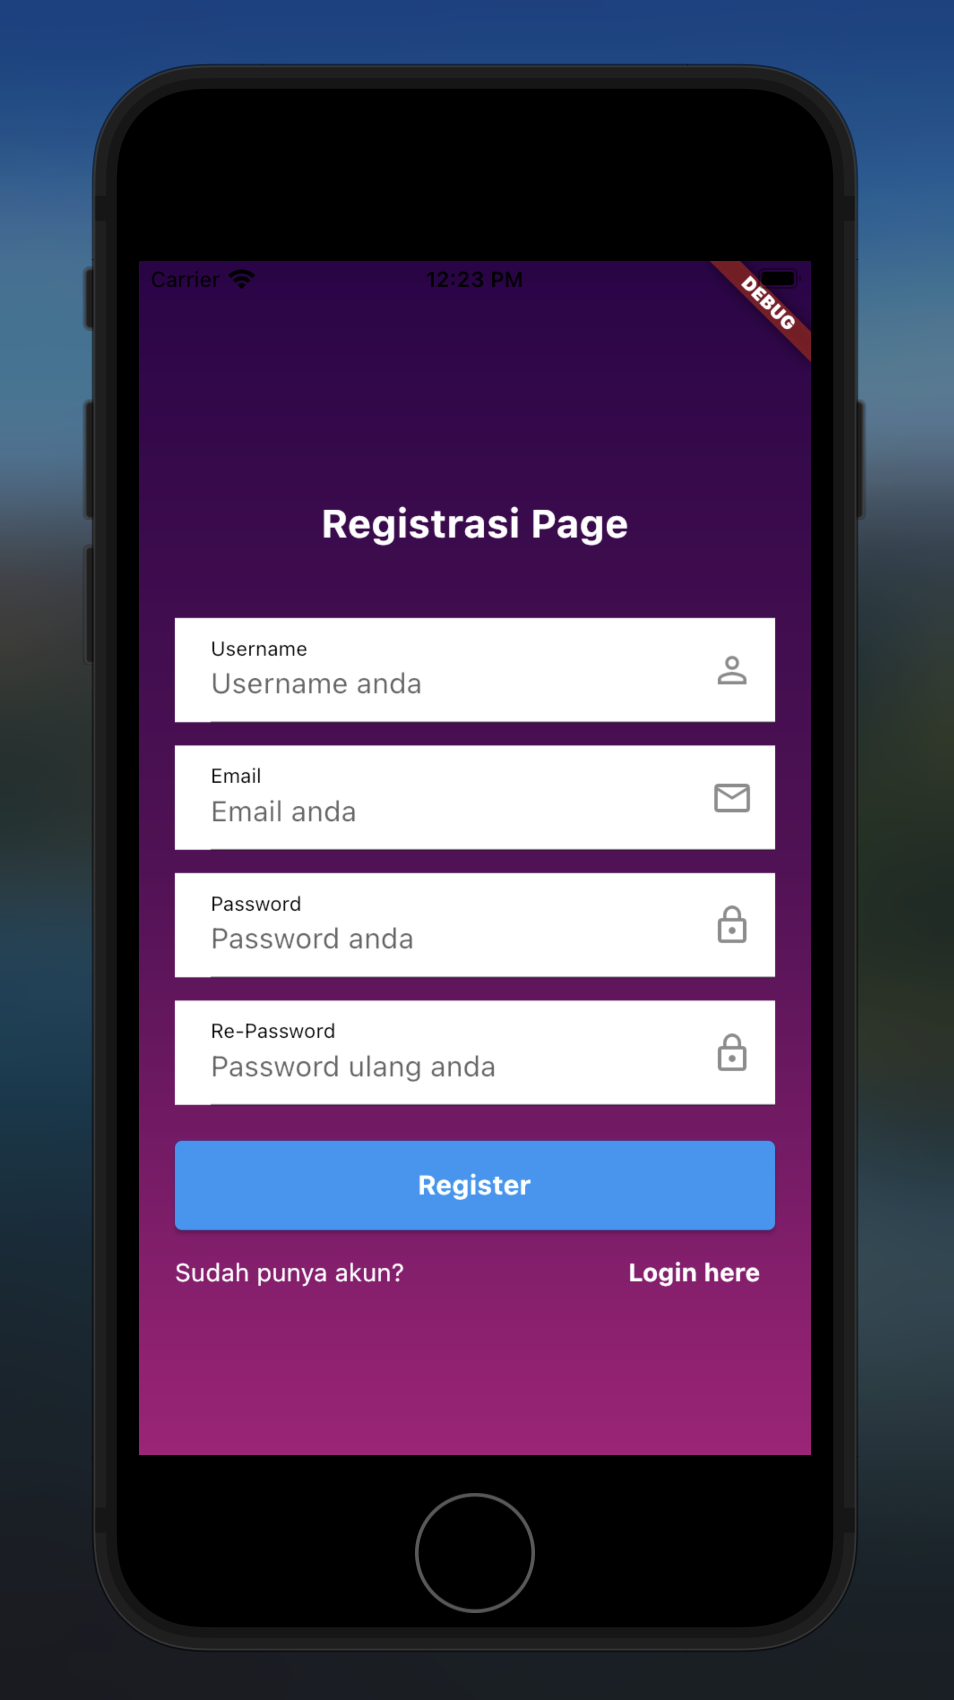 Carrier 12:23 PM
DEBUG
Registrasi Page
Username
Username anda
Email
Email anda
Password
Password anda
Re-Password
Password ulang anda
Register
Sudah punya akun? Login here